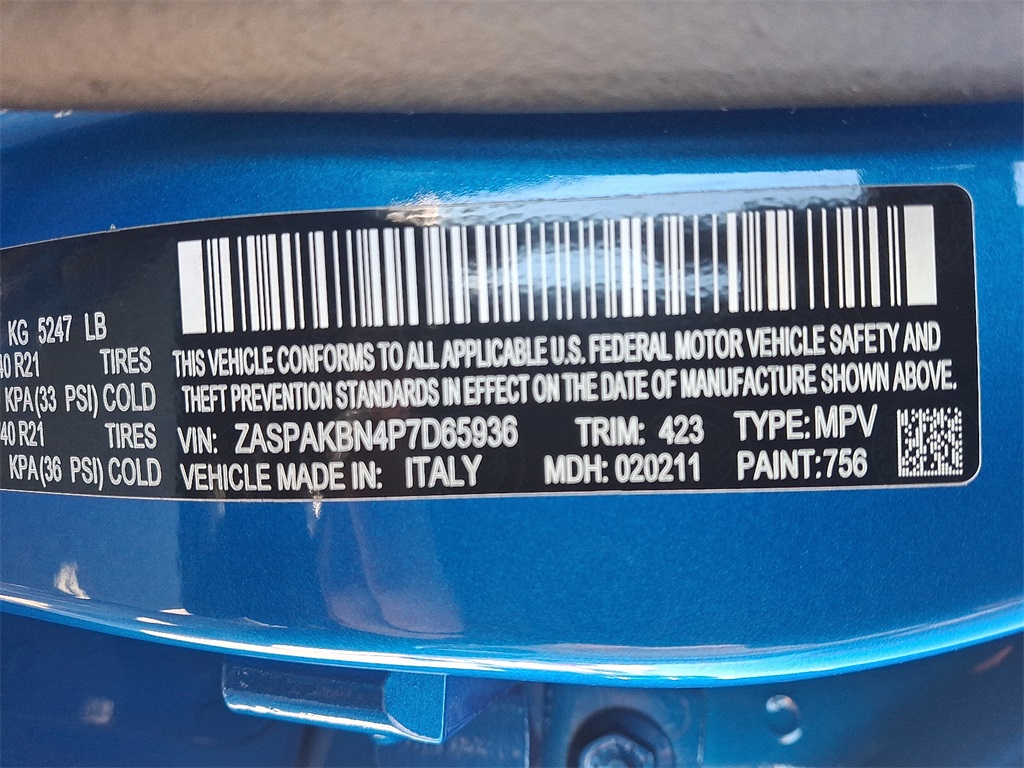 KG 5247 LB
40 R21 TIRES
KPA(33 PSI) COLD
/40 R21 TIRES
KPA(36 PSI) COLD
THIS VEHICLE CONFORMS TO ALL APPLICABLE U.S. FEDERAL MOTOR VEHICLE SAFETY AND
THEFT PREVENTION STANDARDS IN EFFECT ON THE DATE OF MANUFACTURE SHOWN ABOVE.
VIN: ZASPAKBN4P7D65936 TRIM: 423 TYPE: MPV
VEHICLE MADE IN: ITALY MDH: 020211 PAINT: 756